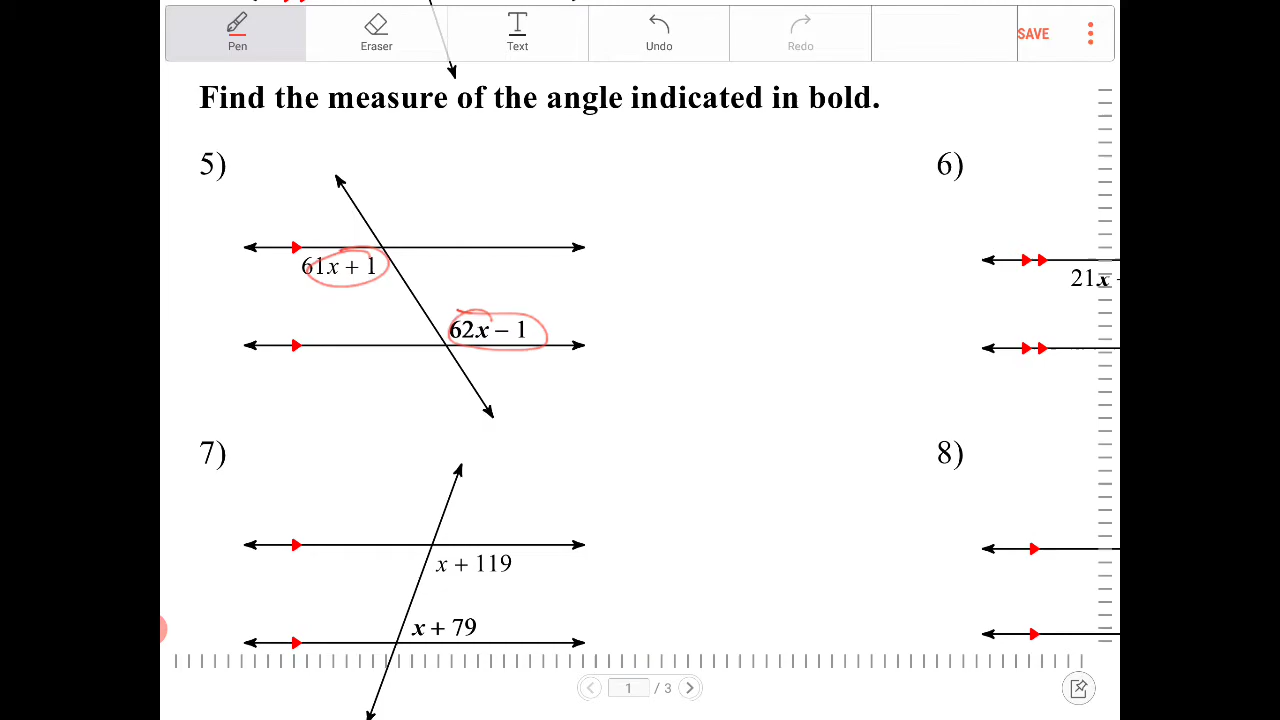 Pen
Eraser
Text
Undo
Redo
SAVE
Find the measure of the angle indicated in bold.
5)
6)
61x + 1
21x
62x − 1
7)
8)
x + 119
x + 79
1 / 3